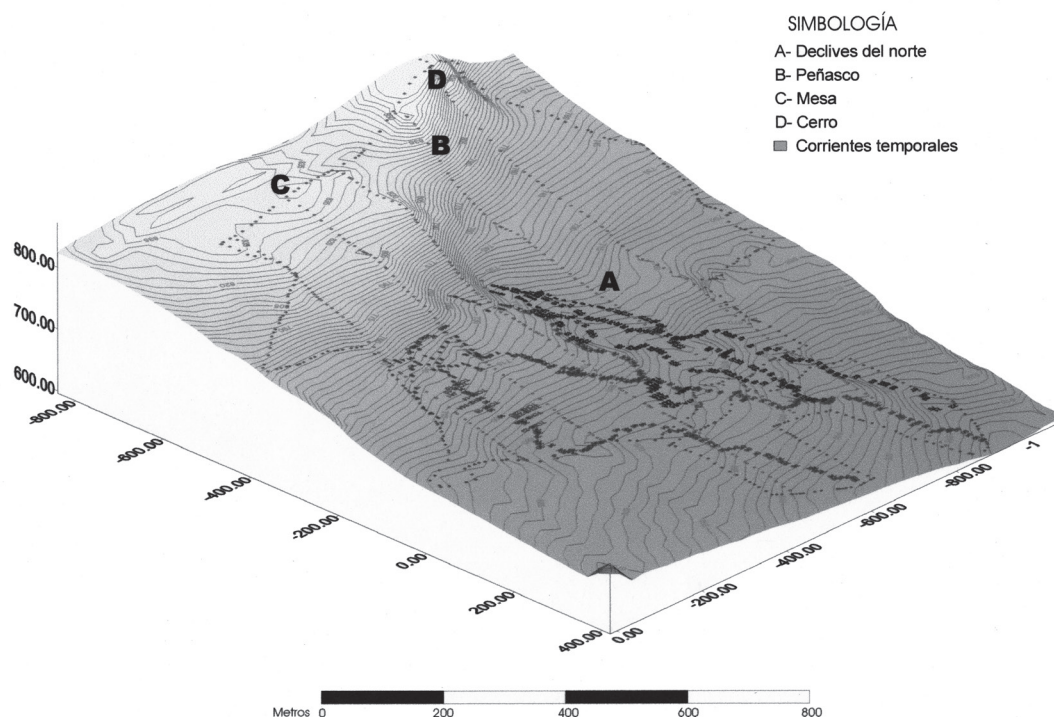 SIMBOLOGÍA
A- Declives del norte
B- Peñasco
C- Mesa
D- Cerro
Corrientes temporales
D
B
C
A
800.00
700.00
600.00
-800.00
-600.00
-400.00
-200.00
0.00
200.00
400.00
0.00
-200.00
-400.00
-600.00
-800.00
-1
Metros 0 200 400 600 800